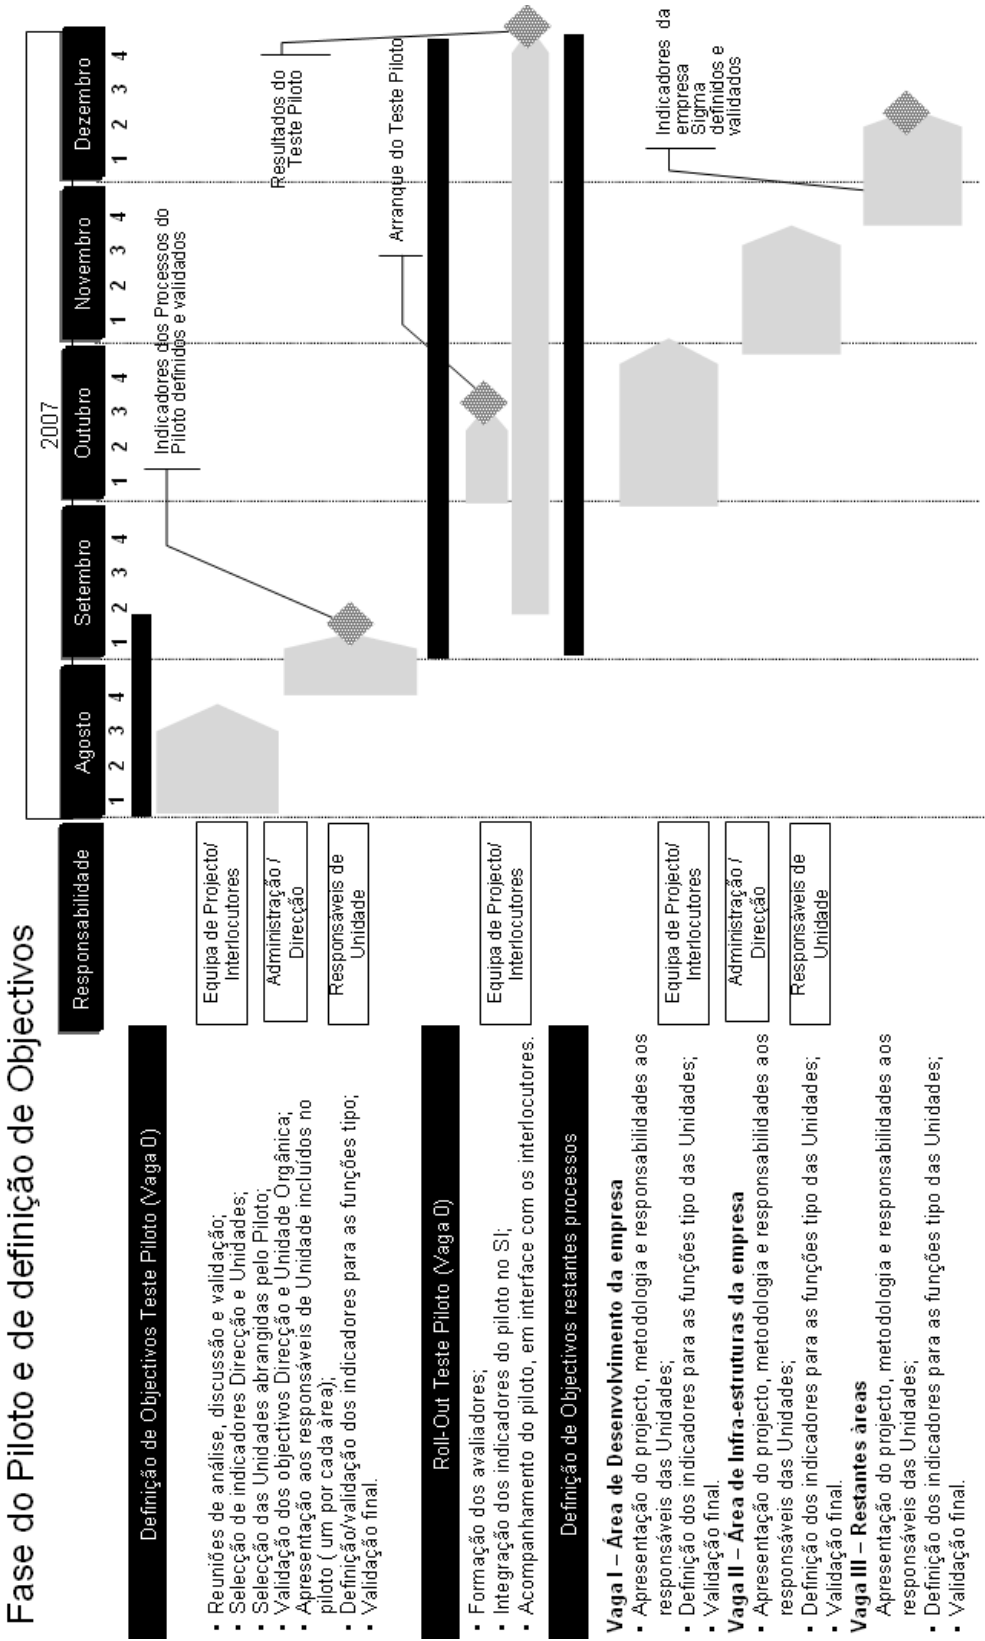 Fase do Piloto e de definição de Objectivos
Responsabilidade
2007
Agosto
Setembro
Outubro
Novembro
Dezembro
1 2 3 4 1 2 3 4 1 2 3 4 1 2 3 4 1 2 3 4
Definição de Objectivos Teste Piloto (Vaga 0)
▪ Reuniões de análise, discussão e validação;
▪ Selecção de indicadores Direcção e Unidades;
▪ Selecção das Unidades abrangidas pelo Piloto;
▪ Validação dos objectivos Direcção e Unidade Orgânica;
▪ Apresentação aos responsáveis de Unidade incluídos no
piloto ( um por cada àrea);
▪ Definição/validação dos indicadores para as funções tipo;
▪ Validação final.
Equipa de Projecto/
Interlocutores
Administração /
Direcção
Responsáveis de
Unidade
Indicadores dos Processos do
Piloto definidos e validados
Roll-Out Teste Piloto (Vaga 0)
▪ Formação dos avaliadores;
▪ Integração dos indicadores do piloto no SI;
▪ Acompanhamento do piloto, em interface com os interlocutores.
Equipa de Projecto/
Interlocutores
Resultados do
Teste Piloto
Arranque do Teste Piloto
Definição de Objectivos restantes processos
Vaga I – Área de Desenvolvimento da empresa
▪ Apresentação do projecto, metodologia e responsabilidades aos
responsáveis das Unidades;
▪ Definição dos indicadores para as funções tipo das Unidades;
▪ Validação final.
Vaga II – Área de Infra-estruturas da empresa
▪ Apresentação do projecto, metodologia e responsabilidades aos
responsáveis das Unidades;
▪ Definição dos indicadores para as funções tipo das Unidades;
▪ Validação final.
Vaga III – Restantes àreas
▪ Apresentação do projecto, metodologia e responsabilidades aos
responsáveis das Unidades;
▪ Definição dos indicadores para as funções tipo das Unidades;
▪ Validação final.
Equipa de Projecto/
Interlocutores
Administração /
Direcção
Responsáveis de
Unidade
Indicadores da
empresa
Sigma
definidos e
validados